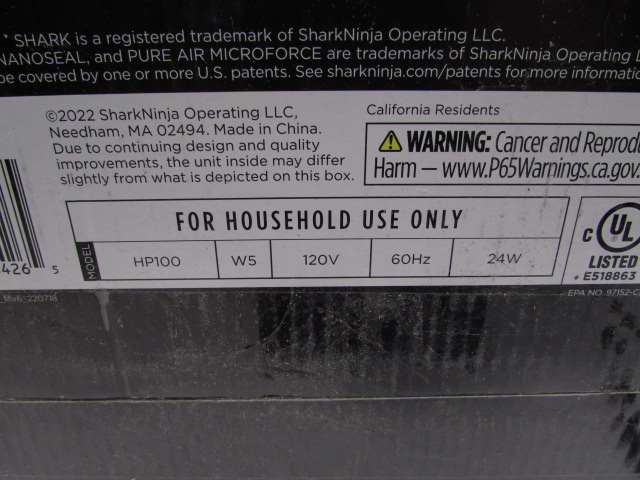 SHARK is a registered trademark of SharkNinja Operating LLC.
NANOSEAL, and PURE AIR MICROFORCE are trademarks of SharkNinja Operating
be covered by one or more U.S. patents. See sharkninja.com/patents for more
©2022 SharkNinja Operating LLC,
Needham, MA 02494. Made in China.
Due to continuing design and quality
improvements, the unit inside may differ
slightly from what is depicted on this box.
California Residents
WARNING: Cancer and
Harm — www.P65Warnings.ca.gov
FOR HOUSEHOLD USE ONLY
MODEL
HP100 W5 120V 60Hz 24W
426 5
C UL US
LISTED
E518863
220718
EPA NO. 97152-C